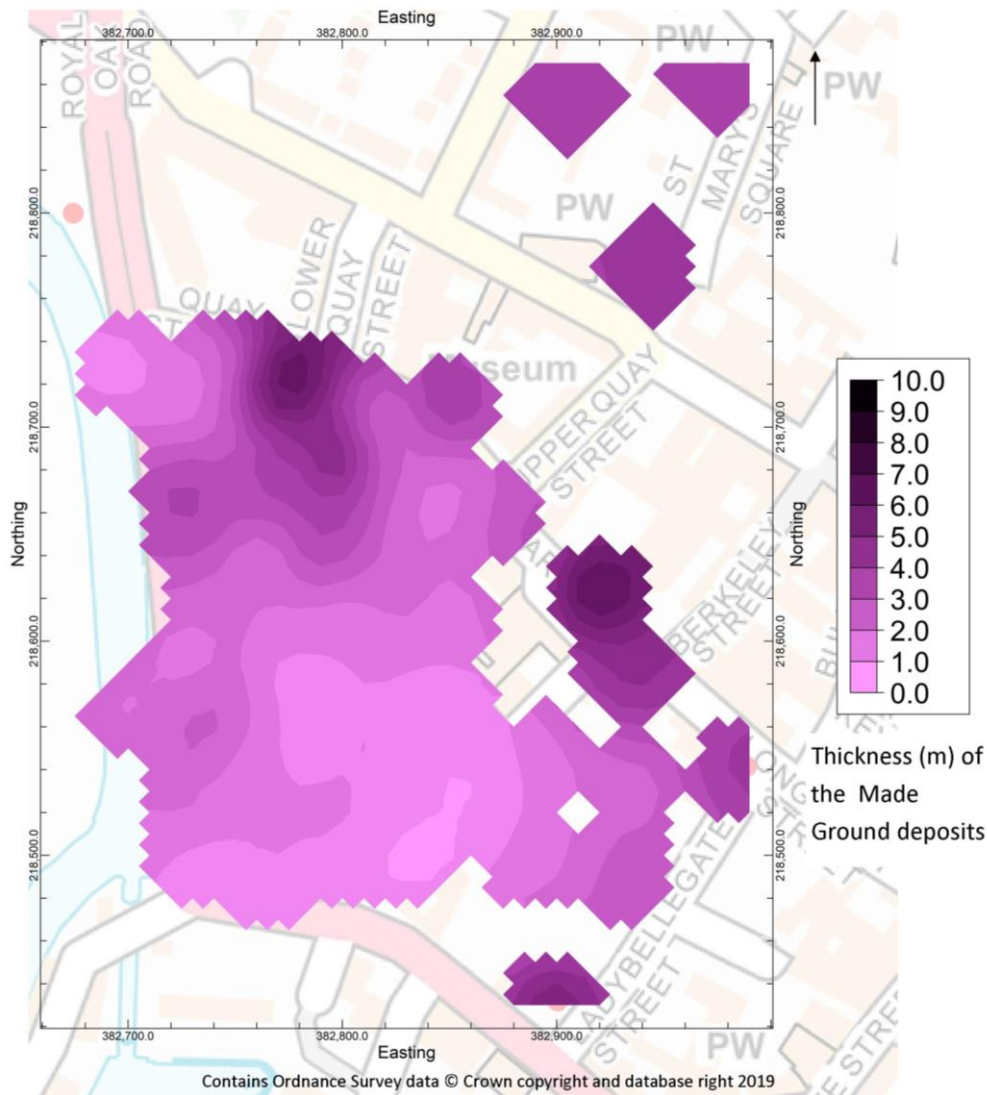 Easting
382,700.0 382,800.0 382,900.0
ROYAL
OAK
ROAD
PW
PW
ST
MARY'S
SQUARE
PW
218,800.0 218,800.0
QUAY
ST
LOWER
QUAY
STREET
useum
UPPER QUAY
STREET
218,700.0 218,700.0
Northing
Northing
BERKELEY
STREET
218,600.0 218,600.0
10.0
9.0
8.0
7.0
6.0
5.0
4.0
3.0
2.0
1.0
0.0
Thickness (m) of
the Made
Ground deposits
218,500.0 218,500.0
LADYBELLEGATE
STREET
PW
382,700.0 382,800.0 382,900.0
Easting
Contains Ordnance Survey data © Crown copyright and database right 2019